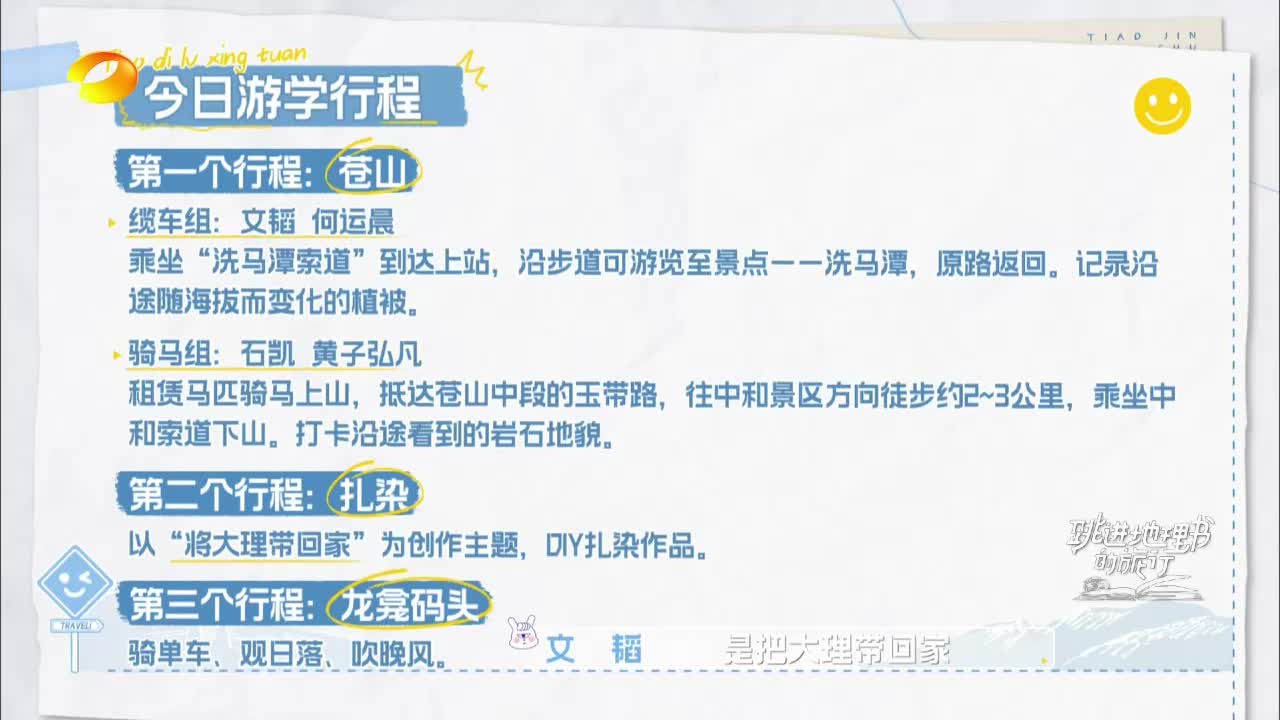 Tiao di lv xing tuan
TIAO JIN
今日游学行程
第一个行程：苍山
缆车组：文韬 何运晨
乘坐“洗马潭索道”到达上站，沿步道可游览至景点——洗马潭，原路返回。记录沿
途随海拔而变化的植被。
骑马组：石凯 黄子弘凡
租赁马匹骑马上山，抵达苍山中段的玉带路，往中和景区方向徒步约2~3公里，乘坐中
和索道下山。打卡沿途看到的岩石地貌。
第二个行程：扎染
以“将大理带回家”为创作主题，DIY扎染作品。
跳进地理书
的旅行
第三个行程：龙龛码头
TRAVEL!
骑单车、观日落、吹晚风。
文 韬 是把大理带回家